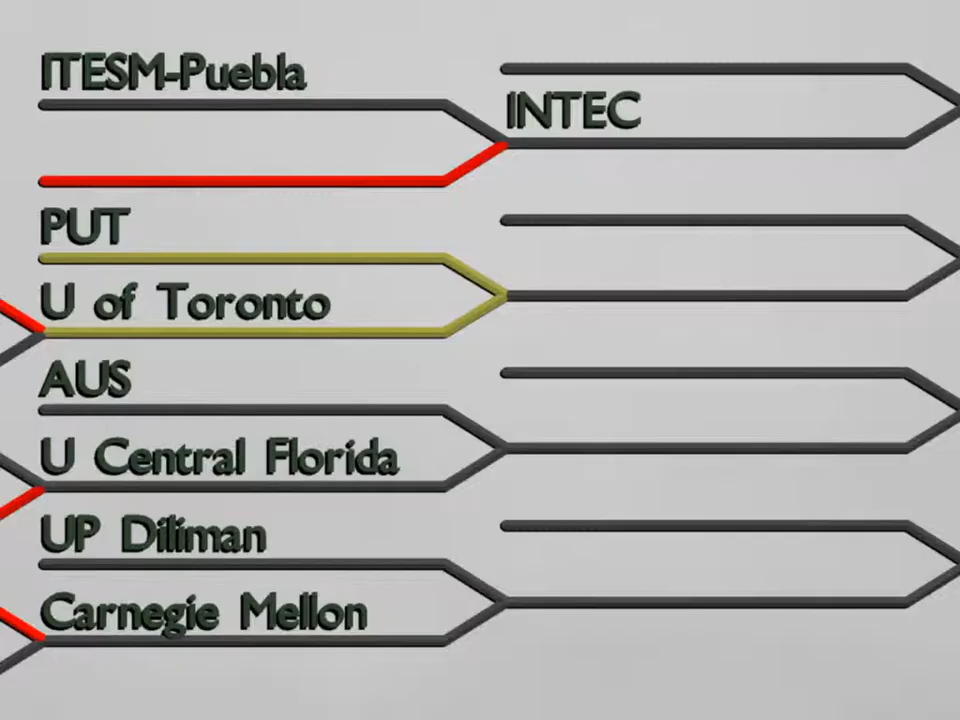 ITESM-Puebla
INTEC
PUT
U of Toronto
AUS
U Central Florida
UP Diliman
Carnegie Mellon